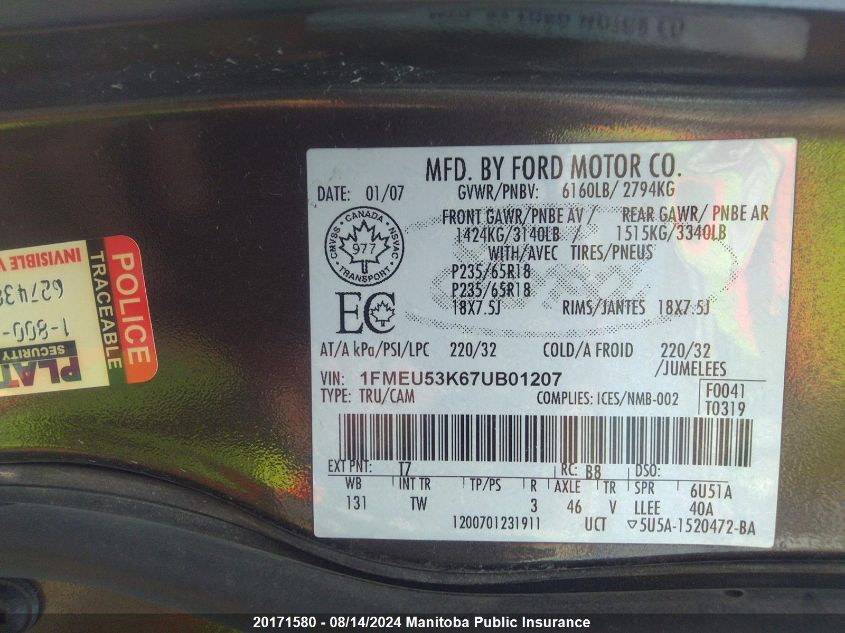 MFD. BY FORD MOTOR CO.
DATE: 01/07 GVWR/PNBV: 6160LB/ 2794KG
FRONT GAWR/PNBE AV / REAR GAWR/ PNBE AR
1424KG/3140LB / 1515KG/3340LB
WITH/AVEC TIRES/PNEUS
P235/65R18
P235/65R18
18X7.5J RIMS/JANTES 18X7.5J
CANADA
CMVSS NSVAC
977
TRANSPORT
EC
AT/A kPa/PSI/LPC 220/32 COLD/A FROID 220/32
/JUMELEES
VIN: 1FMEU53K67UB01207
TYPE: TRU/CAM COMPLIES: ICES/NMB-002 F0041
T0319
EXT PNT: T7 RC: B8 DSO:
WB INT TR TP/PS R AXLE TR SPR 6U51A
131 TW 3 46 V LLEE 40A
1200701231911 UCT ▽5U5A-1520472-BA
POLICE
TRACEABLE
INVISIBLE
1-800-
SECURITY
20171580 - 08/14/2024 Manitoba Public Insurance